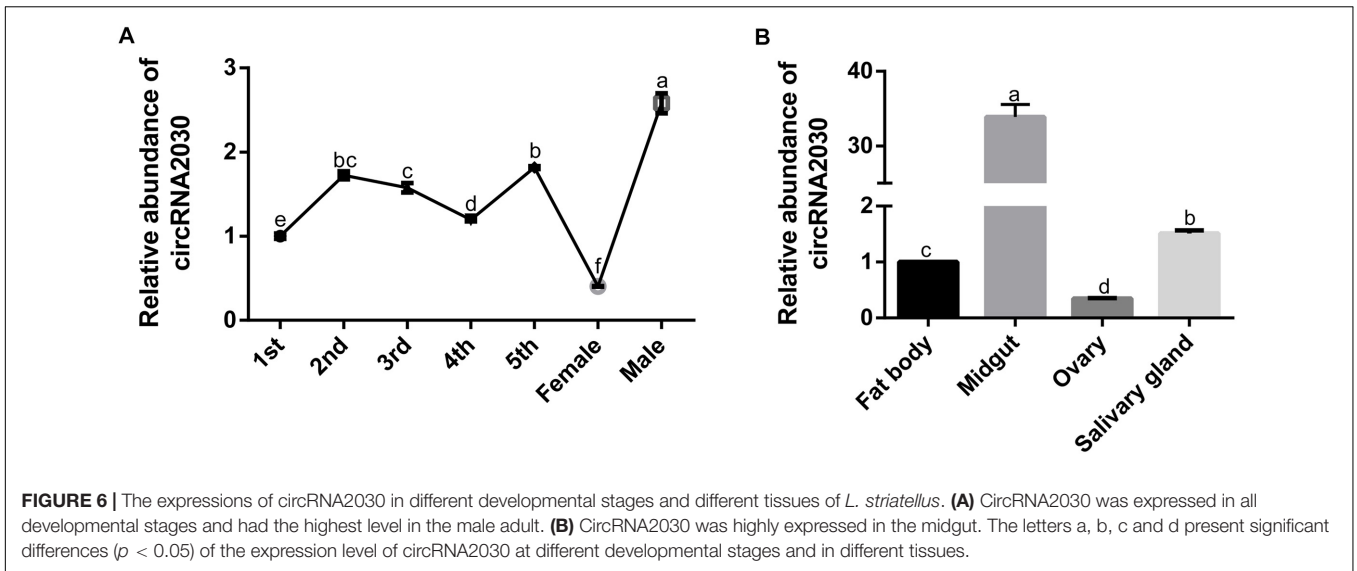 A
Relative abundance of
circRNA2030
3
2
1
0
e
bc
c
d
b
f
a
1st
2nd
3rd
4th
5th
Female
Male
B
Relative abundance of
circRNA2030
40
30
2
1
0
c
a
d
b
Fat body
Midgut
Ovary
Salivary gland
FIGURE 6 | The expressions of circRNA2030 in different developmental stages and different tissues of L. striatellus. (A) CircRNA2030 was expressed in all
developmental stages and had the highest level in the male adult. (B) CircRNA2030 was highly expressed in the midgut. The letters a, b, c and d present significant
differences (p < 0.05) of the expression level of circRNA2030 at different developmental stages and in different tissues.